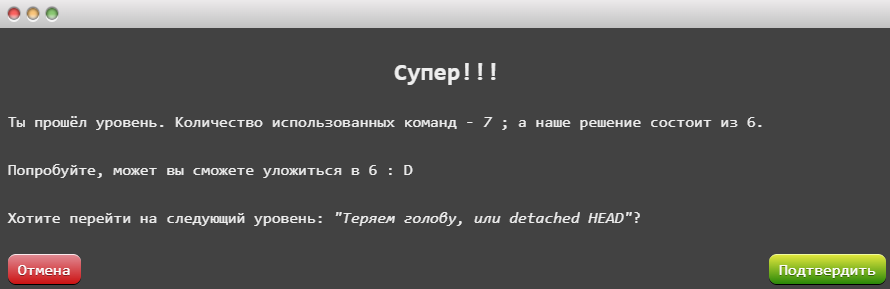 Супер!!!
Ты прошёл уровень. Количество использованных команд - 7 ; а наше решение состоит из 6.
Попробуйте, может вы сможете уложиться в 6 : D
Хотите перейти на следующий уровень: "Теряем голову, или detached HEAD"?
Отмена
Подтвердить